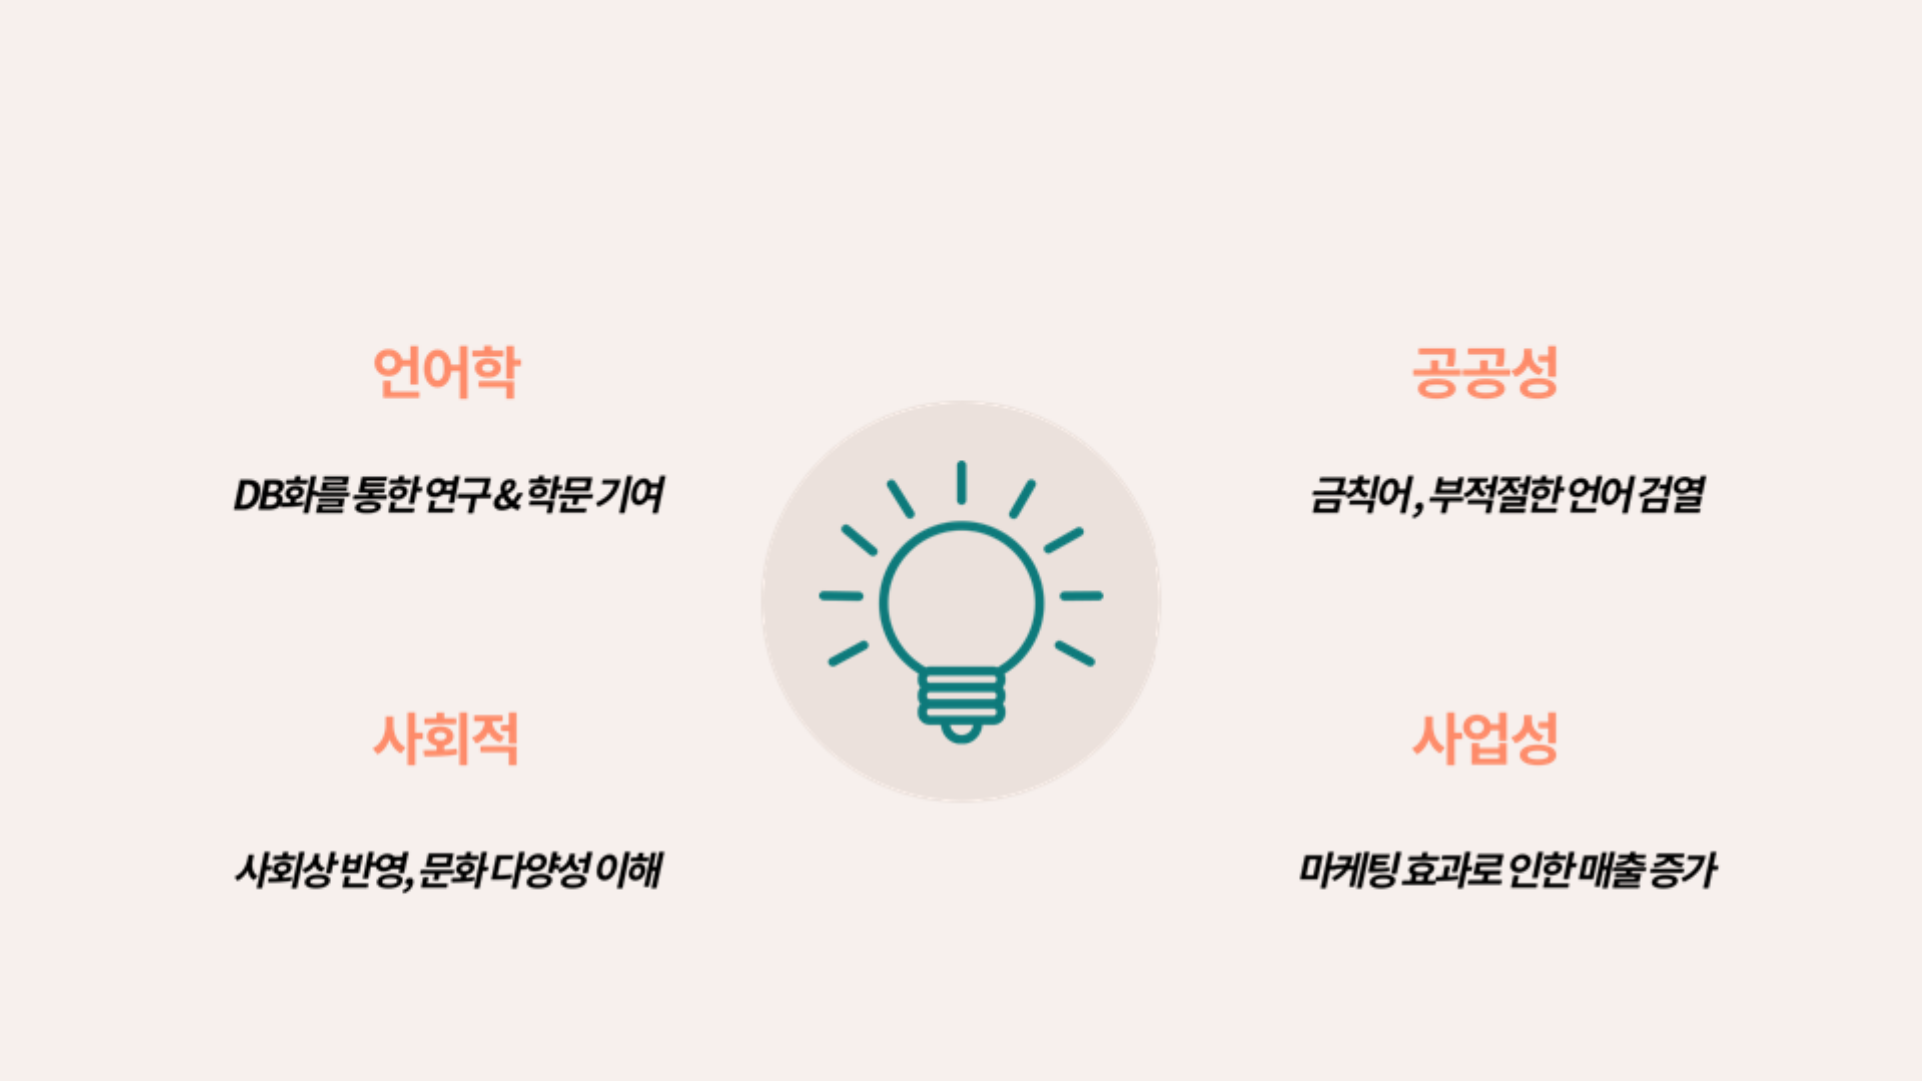 언어학
공공성
DB화를 통한 연구 & 학문 기여
금칙어 , 부적절한 언어 검열
사회적
사업성
사회상 반영, 문화 다양성 이해
마케팅 효과로 인한 매출 증가